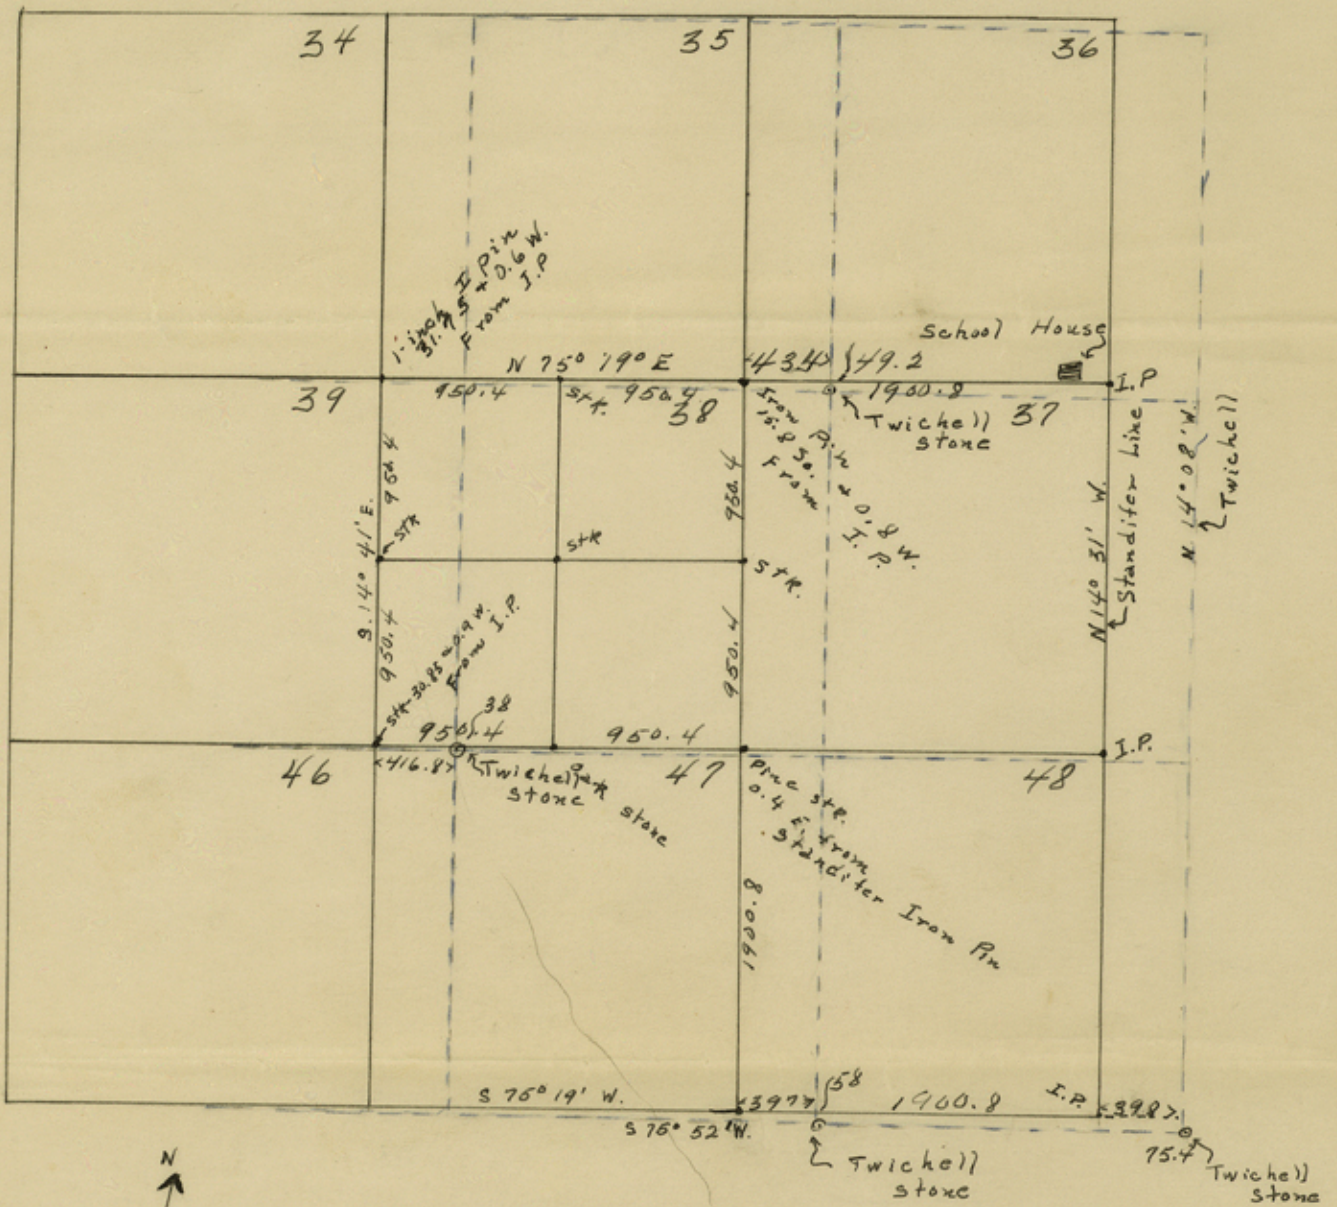 34
35
36
1-inch I Pin
31.7 S & 0.6 W.
From I.P
School House
N 75° 19° E
434
49.2
39
950.4
stk.
950.4
38
1900.8
37
I.P
Iron Pin
15.8 So. & 0.8 W.
From I.P.
Twichell
stone
950.4
950.4
S. 14° 41' E.
stk
stk
stk.
N 14° 31' W.
Standifer Line
N 14° 08' W.
Twichell
950.4
950.4
stk 30.85 & 0.9 W.
From I.P.
38
950.4
950.4
I.P.
46
416.8
Twichell
stone
stone
47
48
Pine stk.
0.4 E. from
Standifer Iron Pin
1900.8
S 75° 19' W.
397
58
1900.8
I.P.
398
S 75° 52' W.
75.4
Twichell
stone
Twichell
stone
N